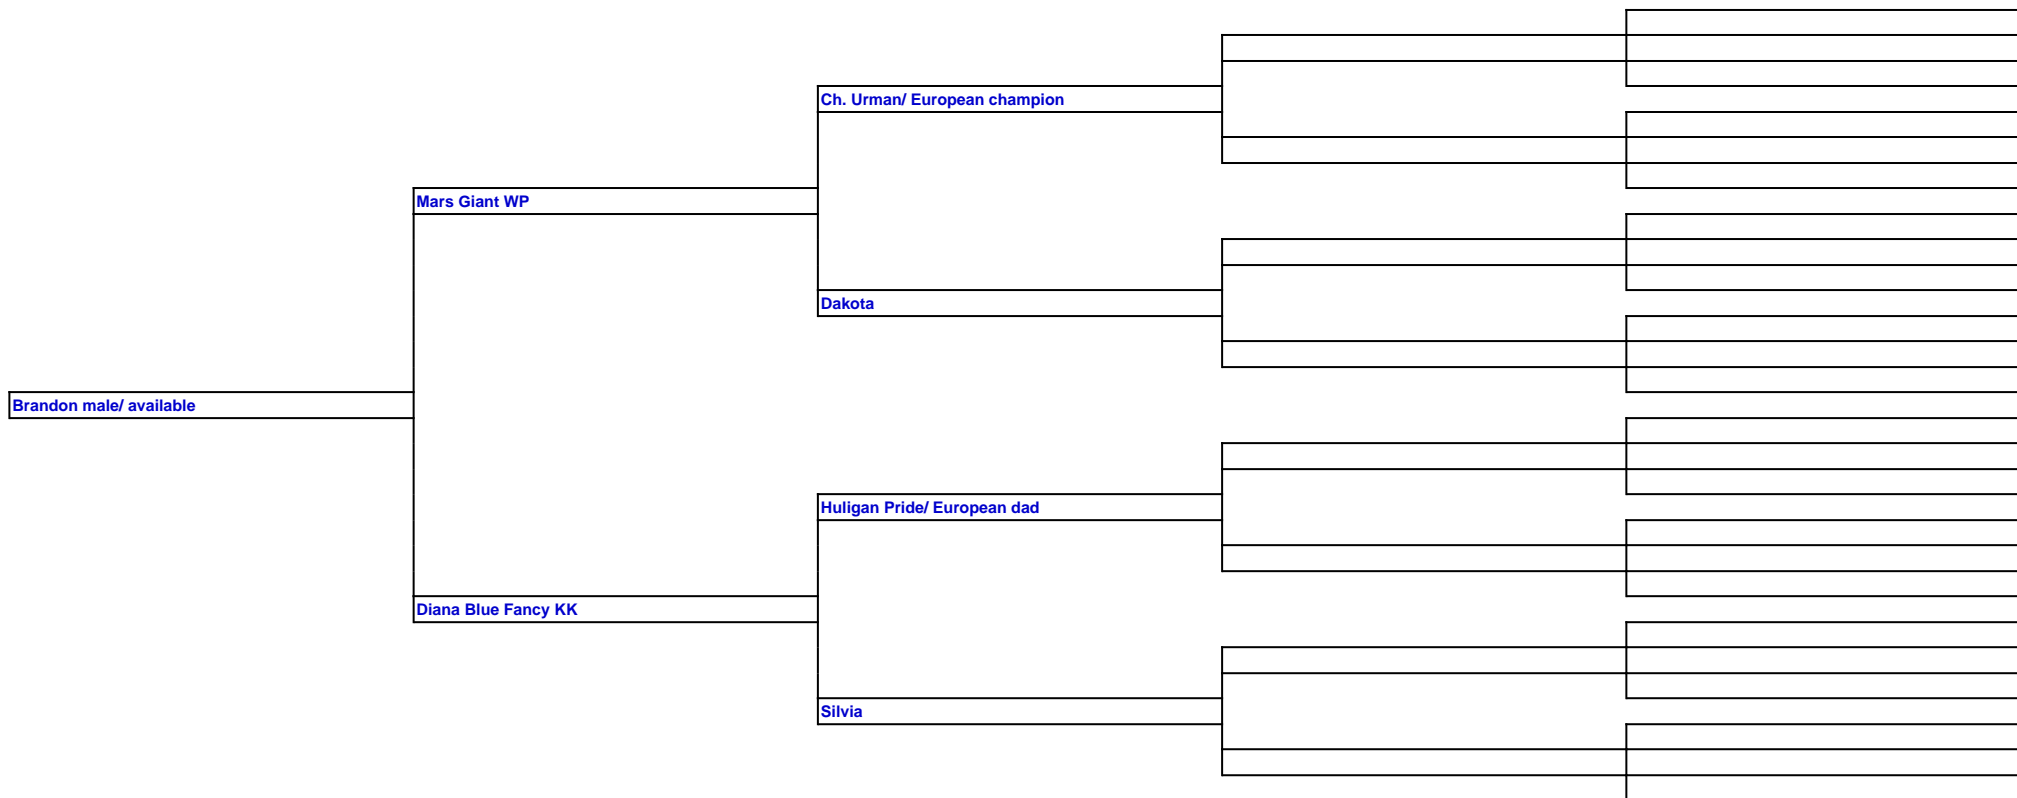 Ch. Urman/ European champion
Mars Giant WP
Dakota
Brandon male/ available
Huligan Pride/ European dad
Diana Blue Fancy KK
Silvia